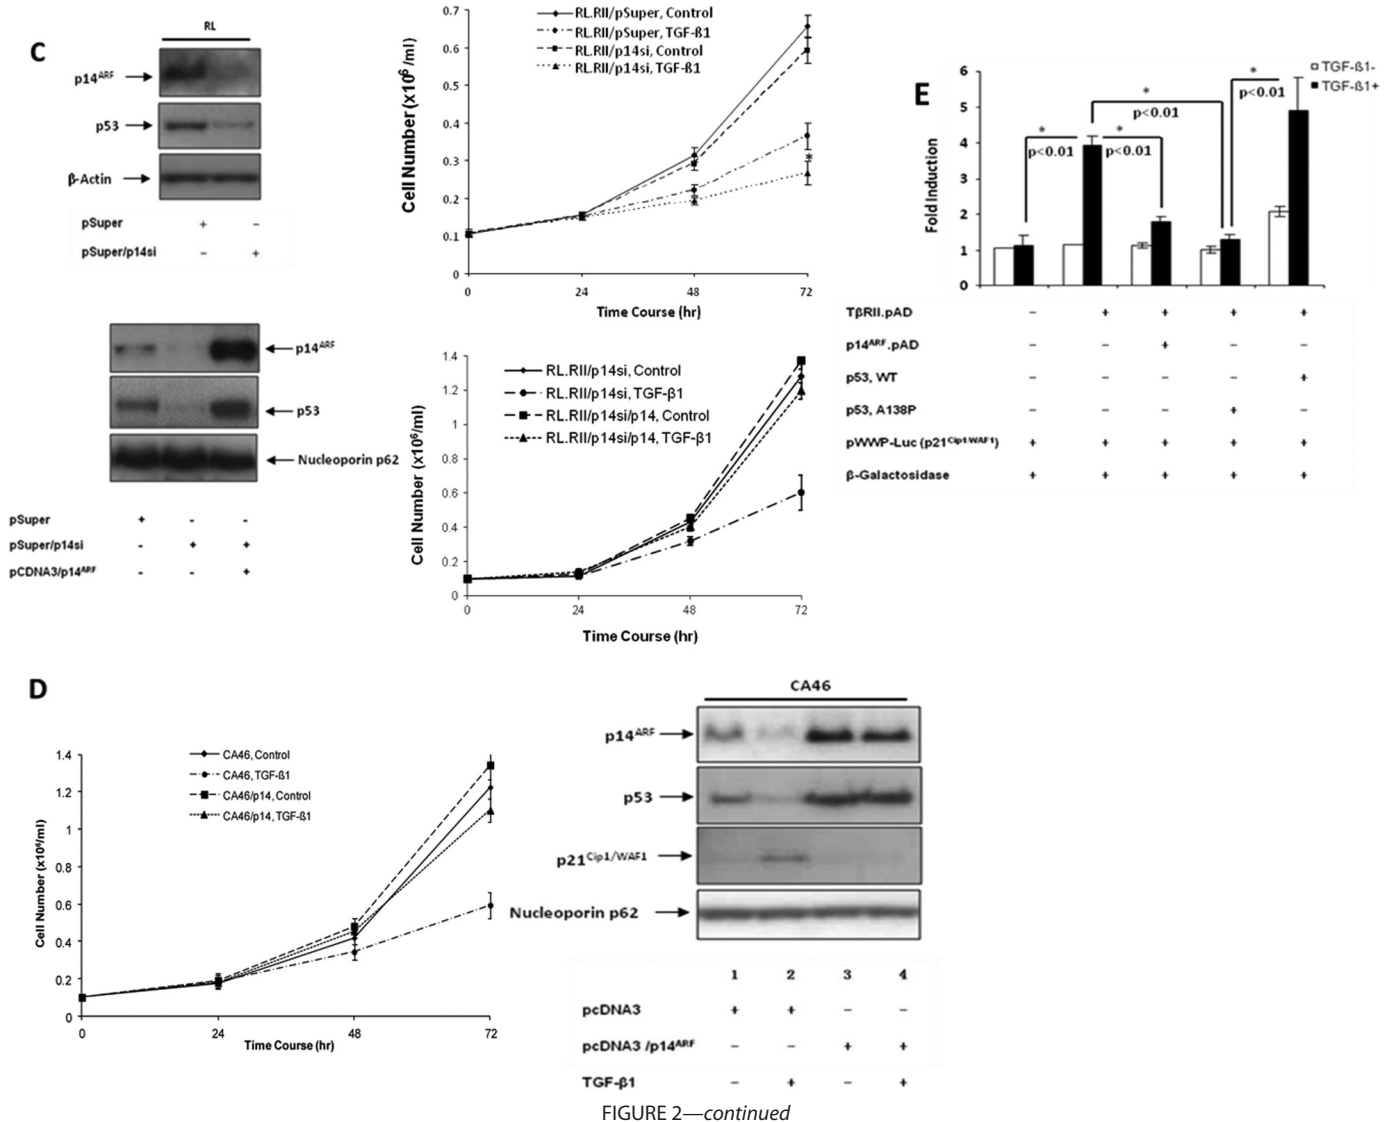 C
RL
p14ARF
p53
β-Actin
pSuper + –
pSuper/p14si – +
p14ARF
p53
Nucleoporin p62
pSuper + - -
pSuper/p14si - + +
pCDNA3/p14ARF - - +
RL.RII/pSuper, Control
RL.RII/pSuper, TGF-ß1
RL.RII/p14si, Control
RL.RII/p14si, TGF-ß1
Cell Number (x10⁶/ml)
0.7
0.6
0.5
0.4
0.3
0.2
0.1
0
*
0 24 48 72
Time Course (hr)
RL.RII/p14si, Control
RL.RII/p14si, TGF-ß1
RL.RII/p14si/p14, Control
RL.RII/p14si/p14, TGF-ß1
Cell Number (x10⁶/ml)
1.4
1.2
1
0.8
0.6
0.4
0.2
0
0 24 48 72
Time Course (hr)
E
TGF-ß1-
TGF-ß1+
Fold Induction
6
5
4
3
2
1
0
* p<0.01
* p<0.01
* p<0.01
* p<0.01
TβRII.pAD – + + + +
p14ARF.pAD – – + – –
p53, WT – – – – +
p53, A138P – – – + –
pWWP-Luc (p21Cip1/WAF1) + + + + +
β-Galactosidase + + + + +
D
CA46, Control
CA46, TGF-ß1
CA46/p14, Control
CA46/p14, TGF-ß1
Cell Number (x10⁶/ml)
1.4
1.2
1
0.8
0.6
0.4
0.2
0
0 24 48 72
Time Course (hr)
CA46
p14ARF
p53
p21Cip1/WAF1
Nucleoporin p62
1 2 3 4
pcDNA3 + + – –
pcDNA3 /p14ARF – – + +
TGF-ß1 – + – +
FIGURE 2—continued